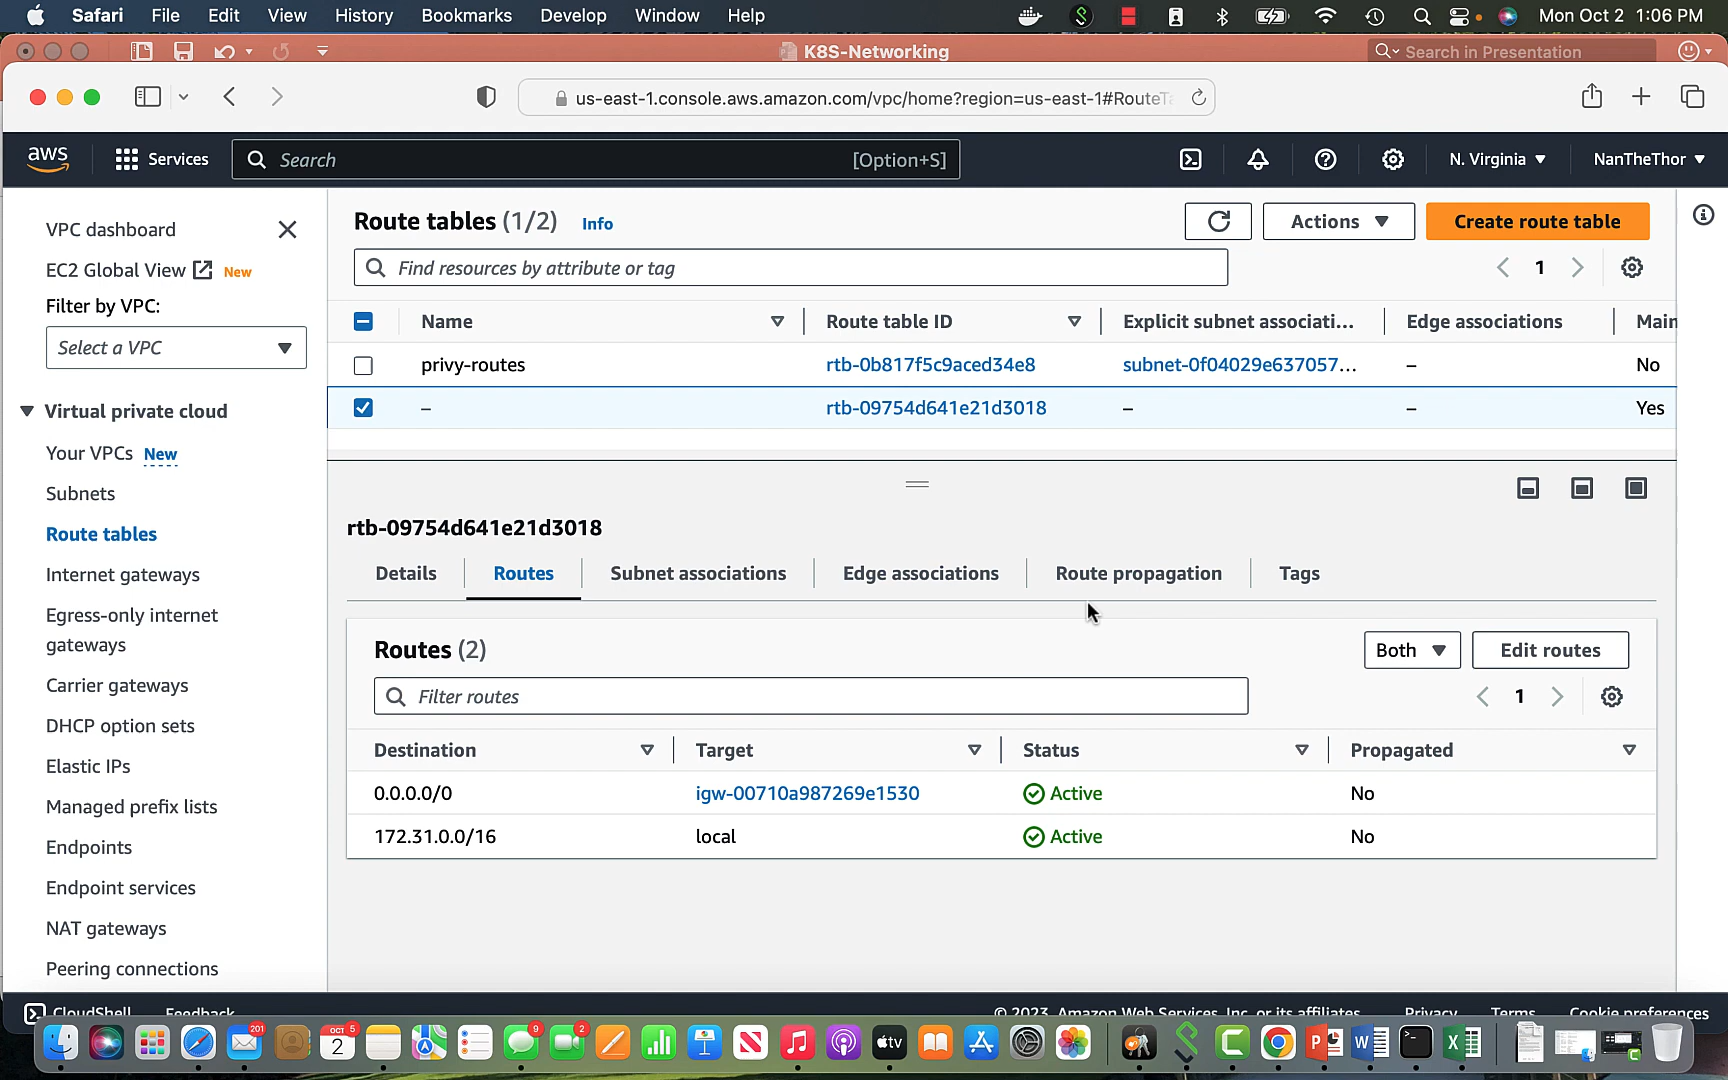 Safari File Edit View History Bookmarks Develop Window Help Mon Oct 2 1:06 PM
K8S-Networking
Search in Presentation
us-east-1.console.aws.amazon.com/vpc/home?region=us-east-1#RouteTa
aws
Services
Search
[Option+S]
N. Virginia
NanTheThor
VPC dashboard
EC2 Global View New
Filter by VPC:
Select a VPC
Virtual private cloud
Your VPCs New
Subnets
Route tables
Internet gateways
Egress-only internet
gateways
Carrier gateways
DHCP option sets
Elastic IPs
Managed prefix lists
Endpoints
Endpoint services
NAT gateways
Peering connections
Route tables (1/2) Info
Actions
Create route table
Find resources by attribute or tag
1
Name Route table ID Explicit subnet associati... Edge associations Main
privy-routes rtb-0b817f5c9aced34e8 subnet-0f04029e637057... – No
– rtb-09754d641e21d3018 – – Yes
rtb-09754d641e21d3018
Details Routes Subnet associations Edge associations Route propagation Tags
Routes (2)
Both
Edit routes
Filter routes
1
Destination Target Status Propagated
0.0.0.0/0 igw-00710a987269e1530 Active No
172.31.0.0/16 local Active No
CloudShell Feedback © 2023, Amazon Web Services, Inc. or its affiliates. Privacy Terms Cookie preferences
201
OCT 5
2
9
2
tv